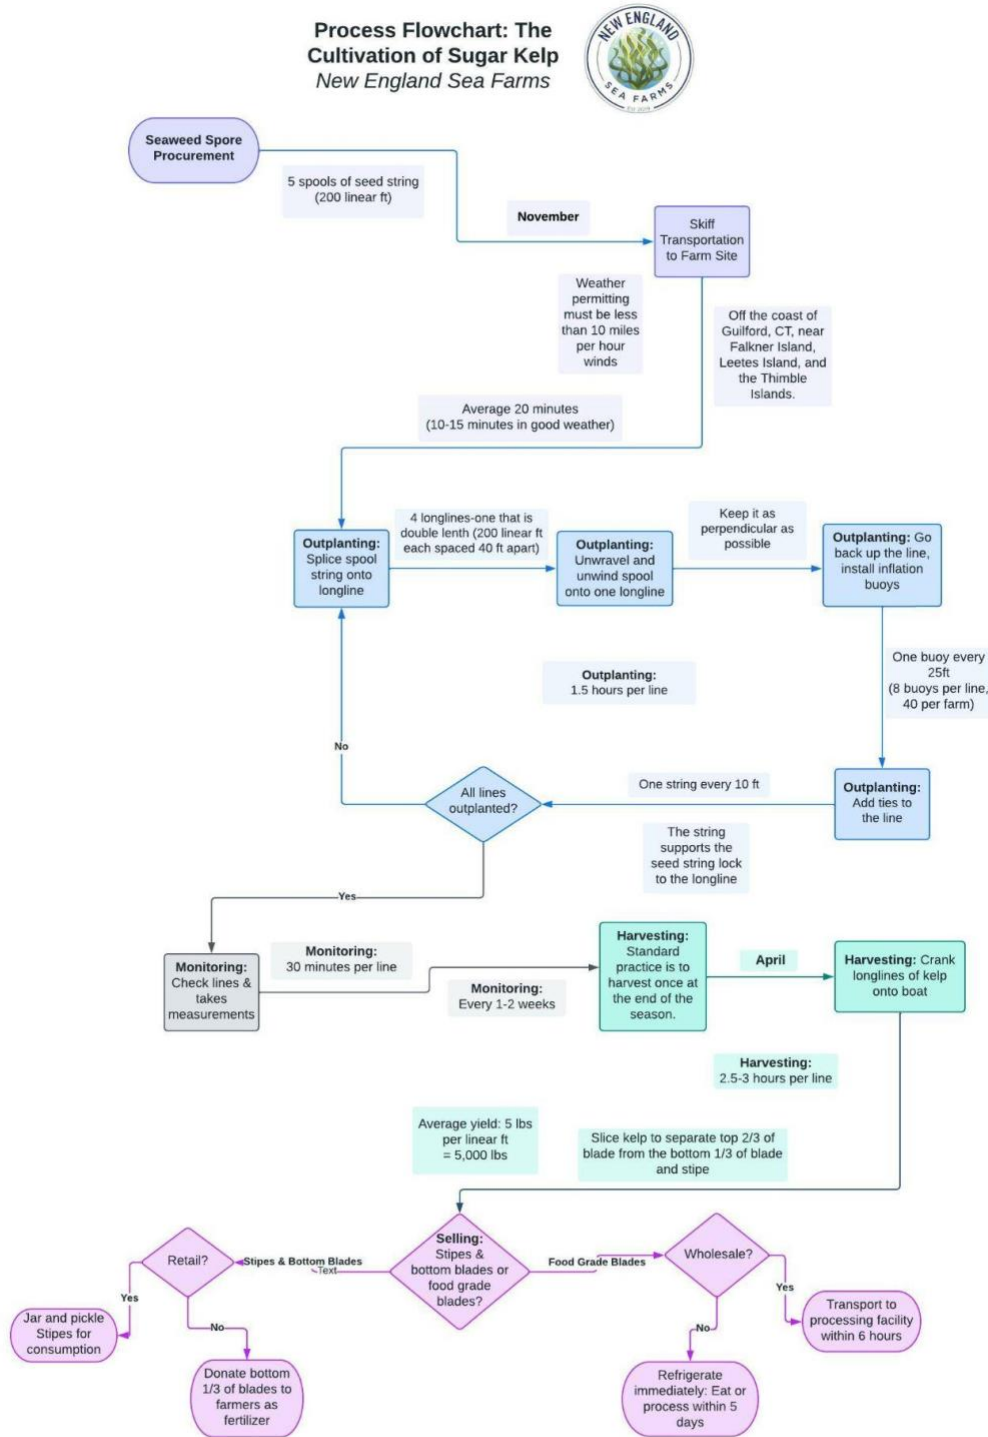 Process Flowchart: The
Cultivation of Sugar Kelp
New England Sea Farms
NEW ENGLAND
SEA FARMS
Seaweed Spore
Procurement
5 spools of seed string
(200 linear ft)
November
Skiff
Transportation
to Farm Site
Weather
permitting
must be less
than 10 miles
per hour
winds
Off the coast of
Guilford, CT, near
Falkner Island,
Leetes Island, and
the Thimble
Islands.
Average 20 minutes
(10-15 minutes in good weather)
Outplanting:
Splice spool
string onto
longline
4 longlines-one that is
double lenth (200 linear ft
each spaced 40 ft apart)
Outplanting:
Unravel and
unwind spool
onto one longline
Keep it as
perpendicular as
possible
Outplanting: Go
back up the line,
install inflation
buoys
One buoy every
25ft
(8 buoys per line,
40 per farm)
Outplanting:
1.5 hours per line
No
All lines
outplanted?
One string every 10 ft
Outplanting:
Add ties to
the line
The string
supports the
seed string lock
to the longline
Yes
Monitoring:
Check lines &
takes
measurements
Monitoring:
30 minutes per line
Monitoring:
Every 1-2 weeks
Harvesting:
Standard
practice is to
harvest once at
the end of the
season.
April
Harvesting: Crank
longlines of kelp
onto boat
Harvesting:
2.5-3 hours per line
Average yield: 5 lbs
per linear ft
= 5,000 lbs
Slice kelp to separate top 2/3 of
blade from the bottom 1/3 of blade
and stipe
Selling:
Stipes &
bottom blades or
food grade
blades?
Stipes & Bottom Blades
Text
Food Grade Blades
Retail?
Wholesale?
Yes
Jar and pickle
Stipes for
consumption
No
Donate bottom
1/3 of blades to
farmers as
fertilizer
No
Refrigerate
immediately: Eat or
process within 5
days
Yes
Transport to
processing facility
within 6 hours